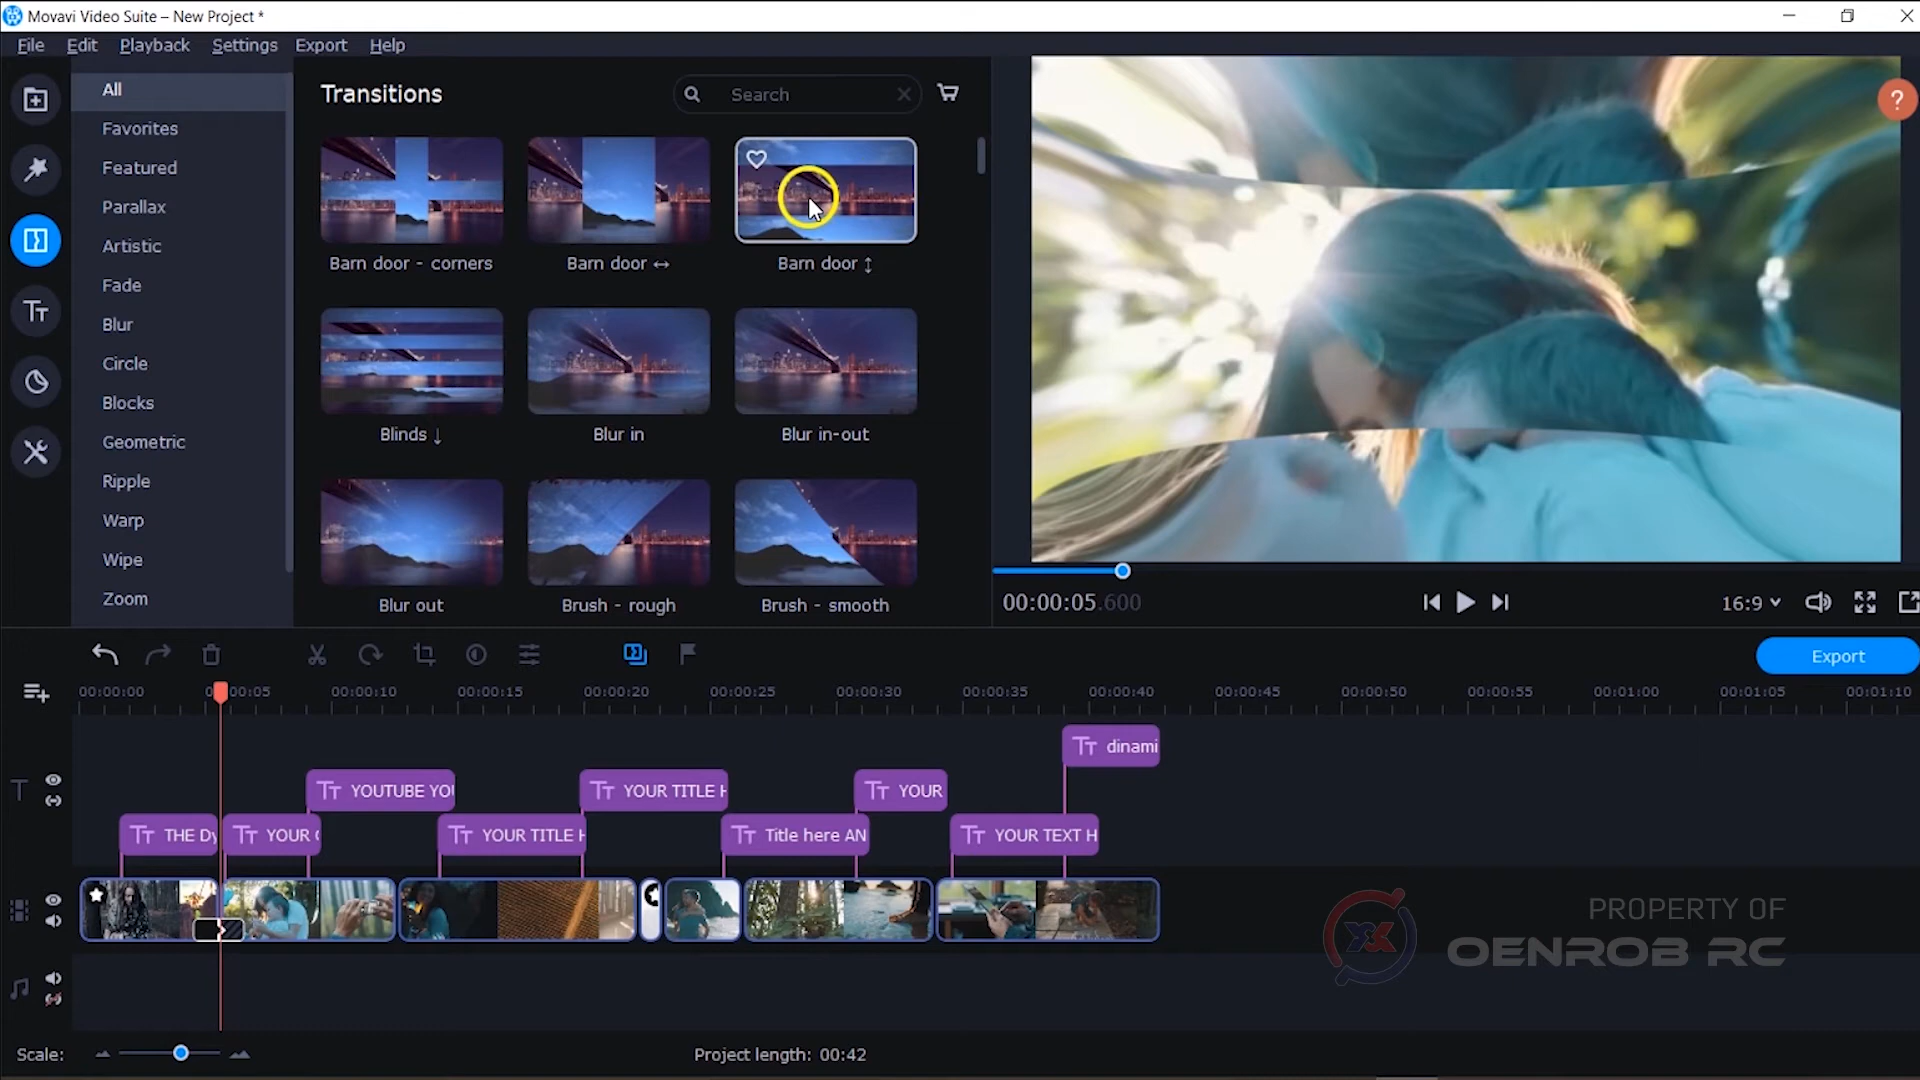 Movavi Video Suite – New Project *
File Edit Playback Settings Export Help
All
Favorites
Featured
Parallax
Artistic
Fade
Blur
Circle
Blocks
Geometric
Ripple
Warp
Wipe
Zoom
Transitions
Search
Barn door - corners
Barn door ↔
Barn door ↕
Blinds ↓
Blur in
Blur in-out
Blur out
Brush - rough
Brush - smooth
?
00:00:05.600
16:9
Export
00:00:00 00:00:05 00:00:10 00:00:15 00:00:20 00:00:25 00:00:30 00:00:35 00:00:40 00:00:45 00:00:50 00:00:55 00:01:00 00:01:05 00:01:10
dinami
YOUTUBE YOU
YOUR TITLE H
YOUR
THE Dy
YOUR
YOUR TITLE H
Title here AN
YOUR TEXT H
PROPERTY OF
OENROB RC
Scale:
Project length: 00:42